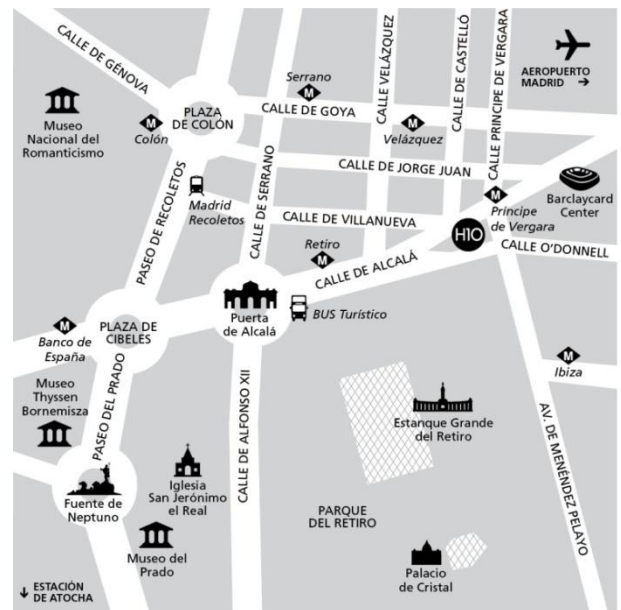 CALLE DE GÉNOVA
Serrano
M
CALLE VELÁZQUEZ
CALLE DE CASTELLÓ
CALLE PRINCIPE DE VERGARA
AEROPUERTO
MADRID →
Museo
Nacional del
Romanticismo
M
Colón
PLAZA
DE COLÓN
CALLE DE GOYA
M
Velázquez
CALLE DE JORGE JUAN
PASEO DE RECOLETOS
Madrid
Recoletos
CALLE DE SERRANO
CALLE DE VILLANUEVA
M
Principe
de Vergara
Barclaycard
Center
H10
CALLE O'DONNELL
Retiro
M
CALLE DE ALCALÁ
Puerta
de Alcalá
BUS Turístico
M
Banco de
España
PLAZA DE
CIBELES
M
Ibiza
Museo
Thyssen
Bornemisza
PASEO DEL PRADO
CALLE DE ALFONSO XII
Estanque Grande
del Retiro
AV. DE MENÉNDEZ PELAYO
Fuente de
Neptuno
Iglesia
San Jerónimo
el Real
PARQUE
DEL RETIRO
Museo del
Prado
Palacio
de Cristal
↓ ESTACIÓN
DE ATOCHA